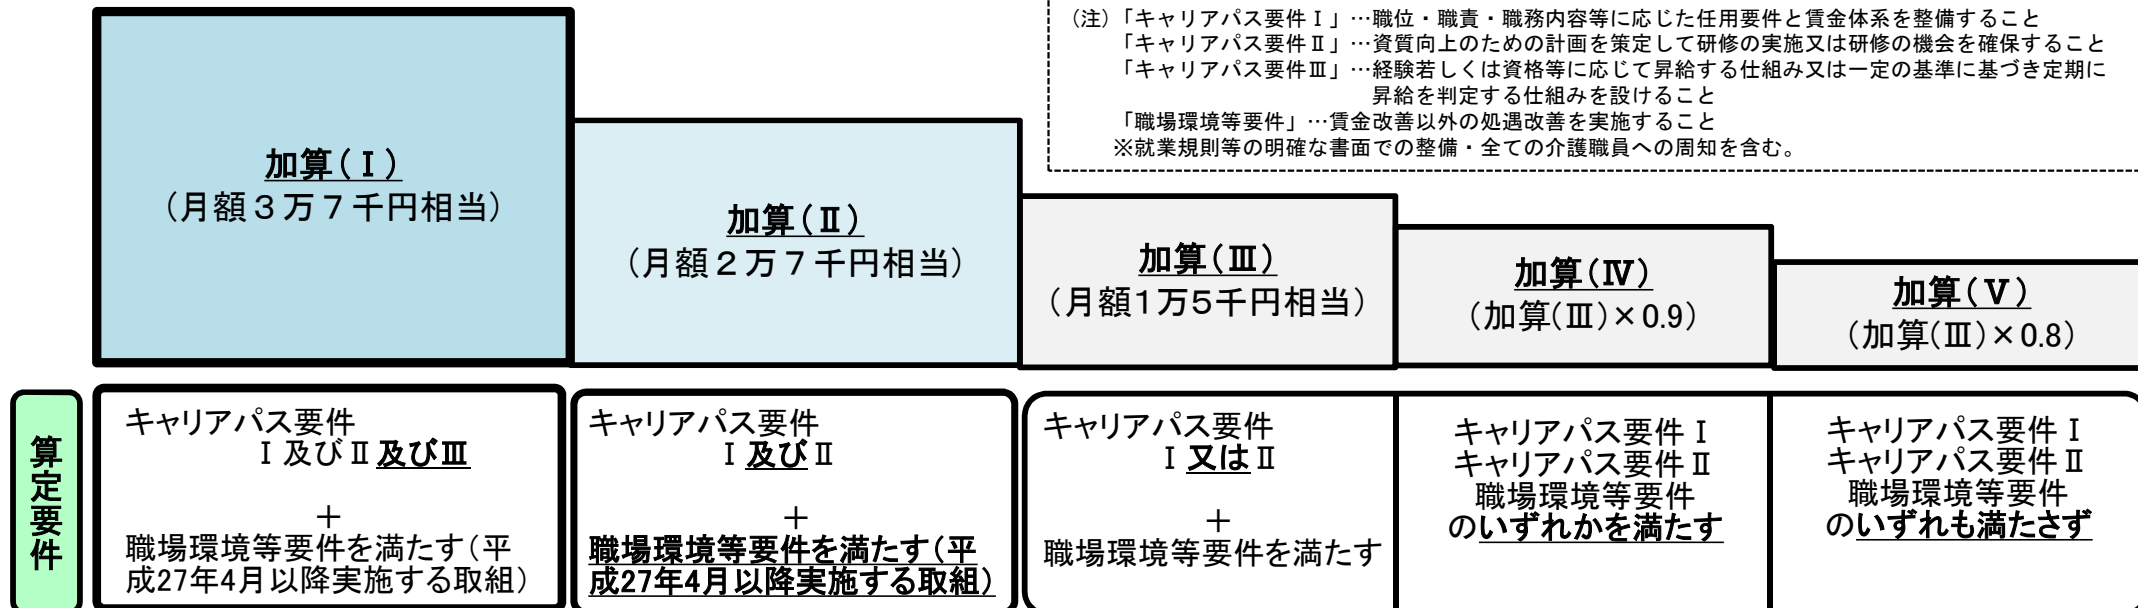 (注)「キャリアパス要件Ⅰ」…職位・職責・職務内容等に応じた任用要件と賃金体系を整備すること
「キャリアパス要件Ⅱ」…資質向上のための計画を策定して研修の実施又は研修の機会を確保すること
「キャリアパス要件Ⅲ」…経験若しくは資格等に応じて昇給する仕組み又は一定の基準に基づき定期に
昇給を判定する仕組みを設けること
「職場環境等要件」…賃金改善以外の処遇改善を実施すること
※就業規則等の明確な書面での整備・全ての介護職員への周知を含む。
加算(Ⅰ)
(月額3万7千円相当)
加算(Ⅱ)
(月額2万7千円相当)
加算(Ⅲ)
(月額1万5千円相当)
加算(Ⅳ)
(加算(Ⅲ)×0.9)
加算(Ⅴ)
(加算(Ⅲ)×0.8)
算定要件
キャリアパス要件
Ⅰ及びⅡ及びⅢ
+
職場環境等要件を満たす(平
成27年4月以降実施する取組)
キャリアパス要件
Ⅰ及びⅡ
+
職場環境等要件を満たす(平
成27年4月以降実施する取組)
キャリアパス要件
Ⅰ又はⅡ
+
職場環境等要件を満たす
キャリアパス要件Ⅰ
キャリアパス要件Ⅱ
職場環境等要件
のいずれかを満たす
キャリアパス要件Ⅰ
キャリアパス要件Ⅱ
職場環境等要件
のいずれも満たさず